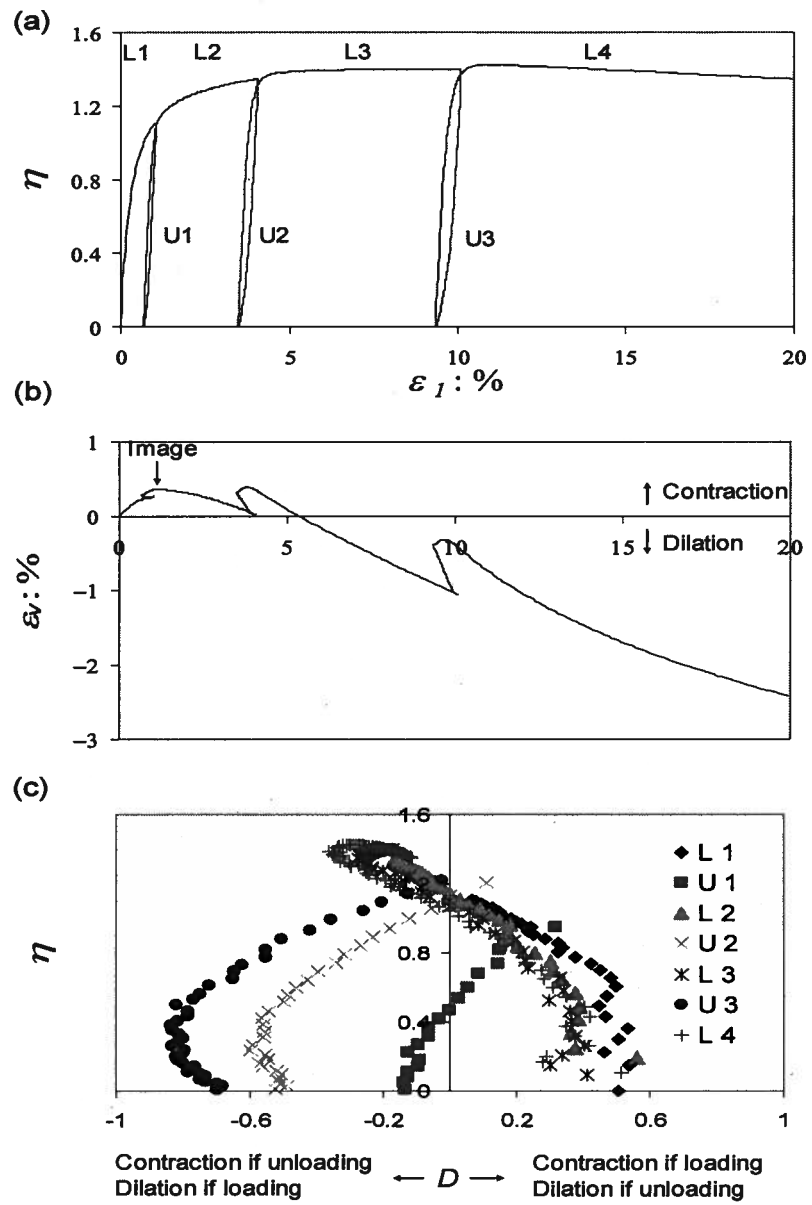 (a)
1.6
L1 L2 L3 L4
1.2
η
0.8
U1 U2 U3
0.4
0
0 5 10 15 20
ε 1 : %
(b)
1
Image
↑ Contraction
0
0 5 10 15 20
↓ Dilation
εv: %
−1
−2
−3
(c)
1.6
L 1
U 1
1.2
L 2
η
0.8
U 2
L 3
U 3
0.4
L 4
0
-1 -0.6 -0.2 0.2 0.6 1
Contraction if unloading ← D → Contraction if loading
Dilation if loading Dilation if unloading